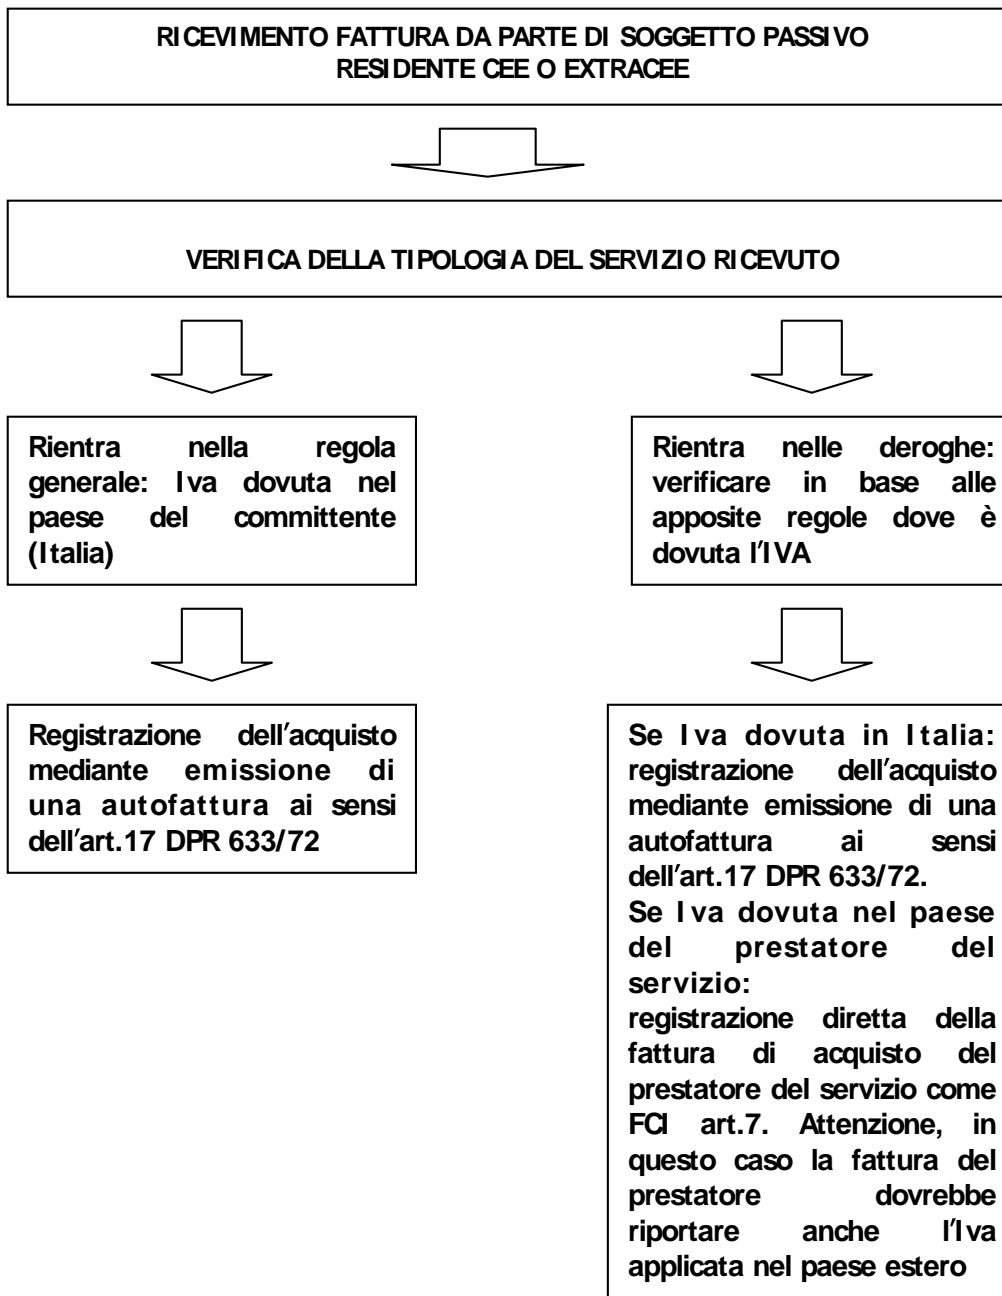 RICEVIMENTO FATTURA DA PARTE DI SOGGETTO PASSIVO
RESIDENTE CEE O EXTRACEE
VERIFICA DELLA TIPOLOGIA DEL SERVIZIO RICEVUTO
Rientra nella regola
generale: Iva dovuta nel
paese del committente
(Italia)
Rientra nelle deroghe:
verificare in base alle
apposite regole dove è
dovuta l'IVA
Registrazione dell'acquisto
mediante emissione di
una autofattura ai sensi
dell'art.17 DPR 633/72
Se Iva dovuta in Italia:
registrazione dell'acquisto
mediante emissione di una
autofattura ai sensi
dell'art.17 DPR 633/72.
Se Iva dovuta nel paese
del prestatore del
servizio:
registrazione diretta della
fattura di acquisto del
prestatore del servizio come
FCI art.7. Attenzione, in
questo caso la fattura del
prestatore dovrebbe
riportare anche l'Iva
applicata nel paese estero